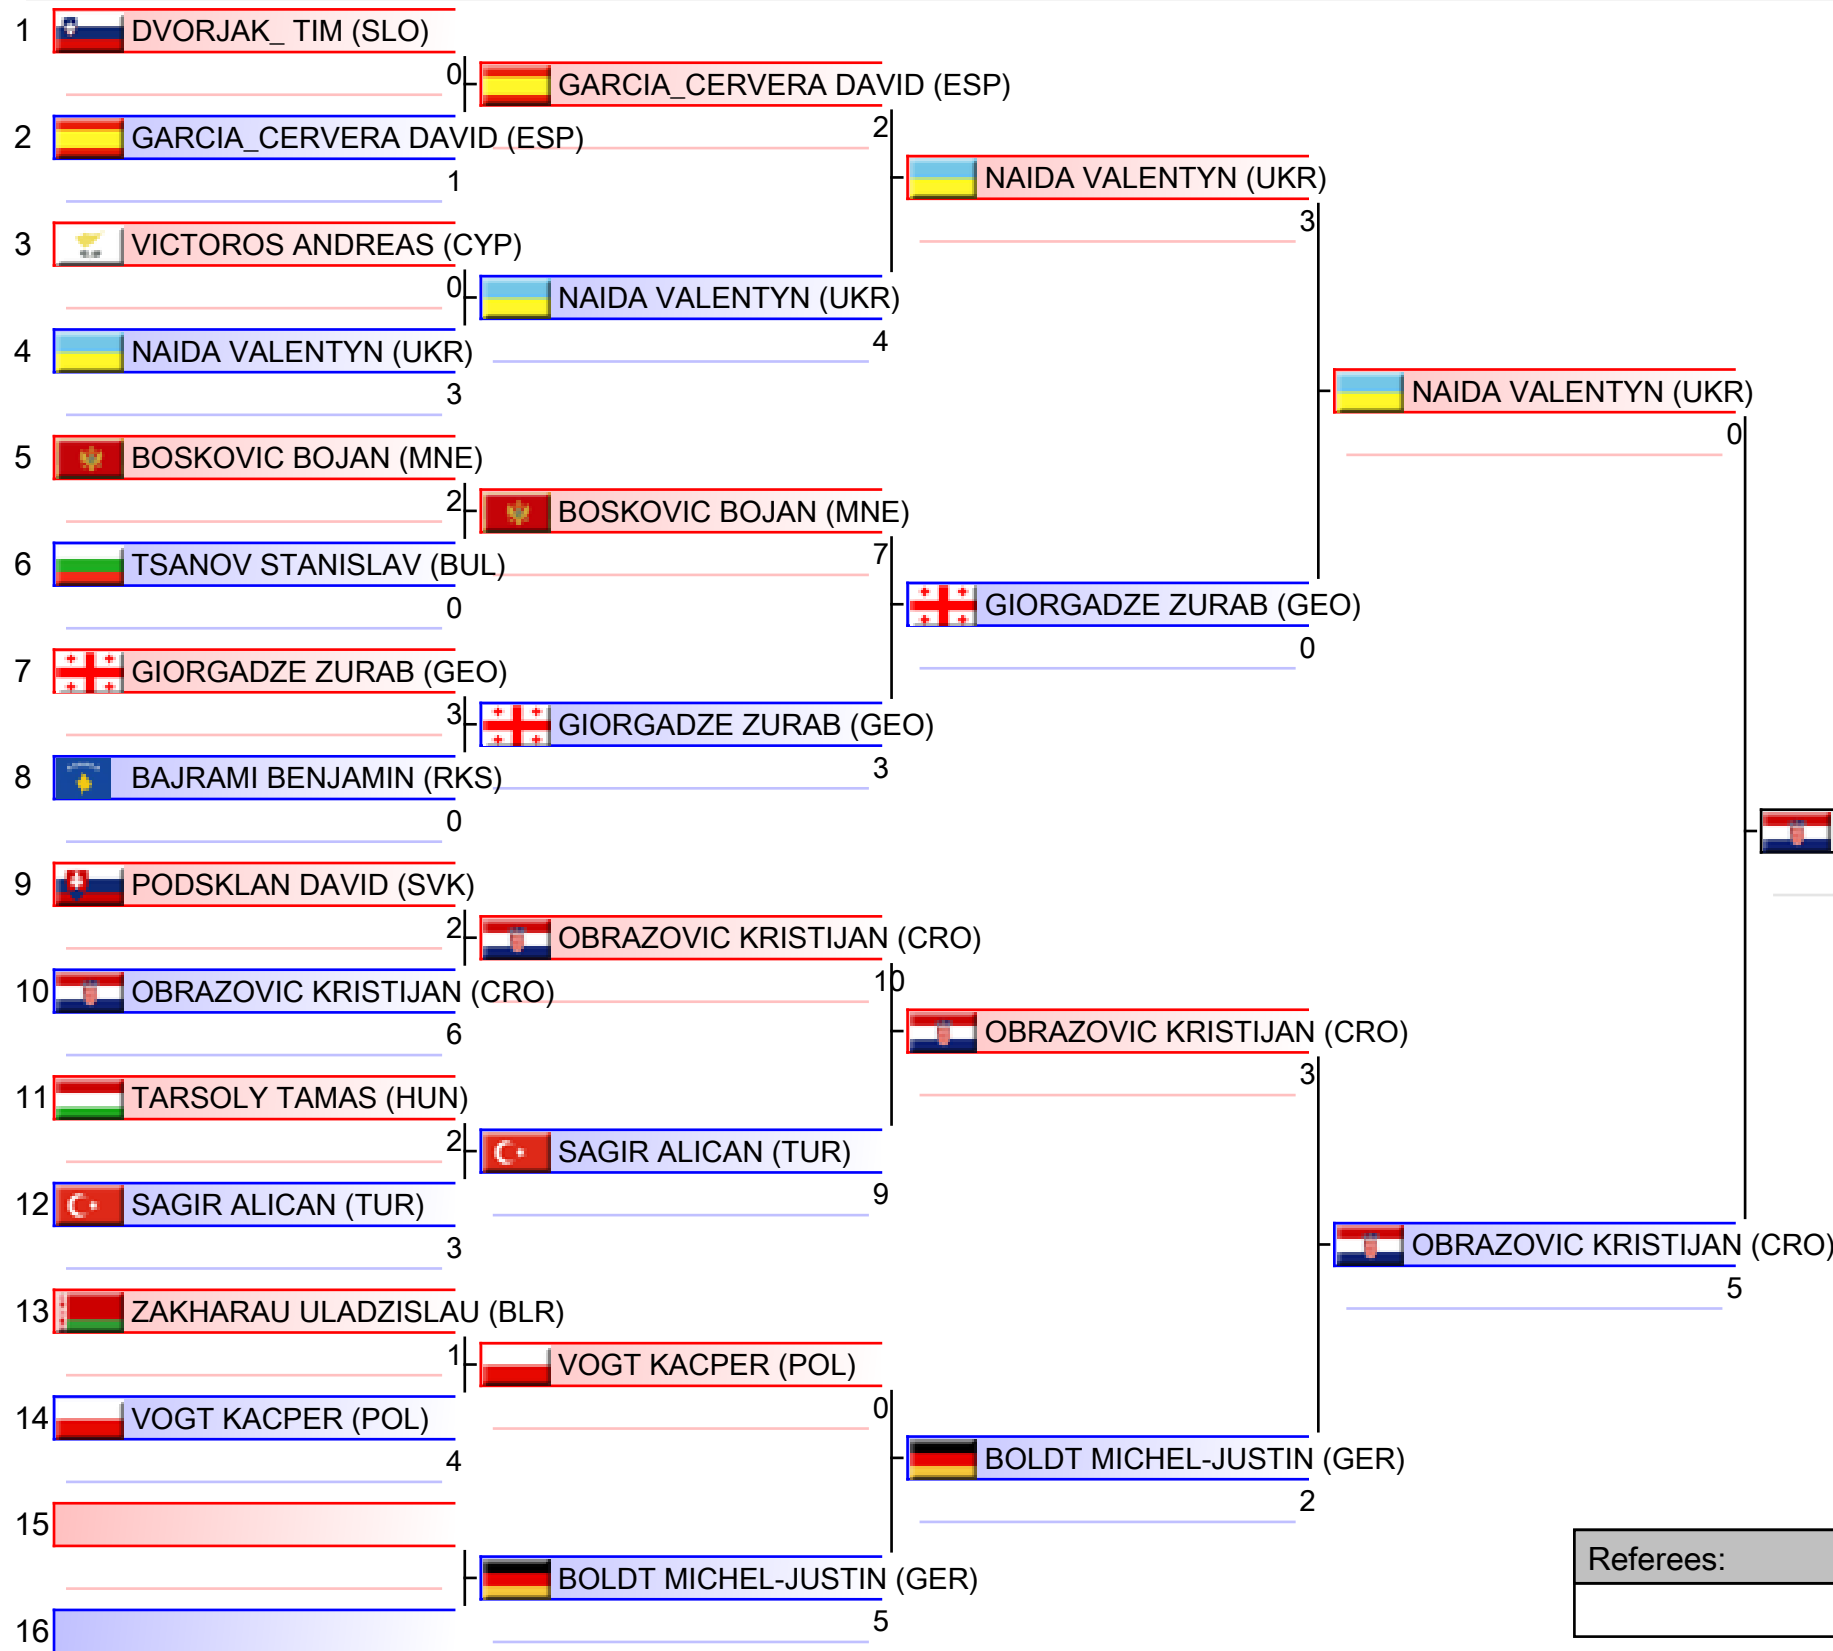 1 DVORJAK_ TIM (SLO)
0
GARCIA_CERVERA DAVID (ESP)
2
2 GARCIA_CERVERA DAVID (ESP)
1
NAIDA VALENTYN (UKR)
3
3 VICTOROS ANDREAS (CYP)
0
NAIDA VALENTYN (UKR)
4
4 NAIDA VALENTYN (UKR)
3
NAIDA VALENTYN (UKR)
0
5 BOSKOVIC BOJAN (MNE)
2
BOSKOVIC BOJAN (MNE)
7
6 TSANOV STANISLAV (BUL)
0
GIORGADZE ZURAB (GEO)
0
7 GIORGADZE ZURAB (GEO)
3
GIORGADZE ZURAB (GEO)
3
8 BAJRAMI BENJAMIN (RKS)
0
9 PODSKLAN DAVID (SVK)
2
OBRAZOVIC KRISTIJAN (CRO)
10
10 OBRAZOVIC KRISTIJAN (CRO)
6
OBRAZOVIC KRISTIJAN (CRO)
3
11 TARSOLY TAMAS (HUN)
2
SAGIR ALICAN (TUR)
9
12 SAGIR ALICAN (TUR)
3
OBRAZOVIC KRISTIJAN (CRO)
5
13 ZAKHARAU ULADZISLAU (BLR)
1
VOGT KACPER (POL)
0
14 VOGT KACPER (POL)
4
BOLDT MICHEL-JUSTIN (GER)
2
15
BOLDT MICHEL-JUSTIN (GER)
5
16
Referees: